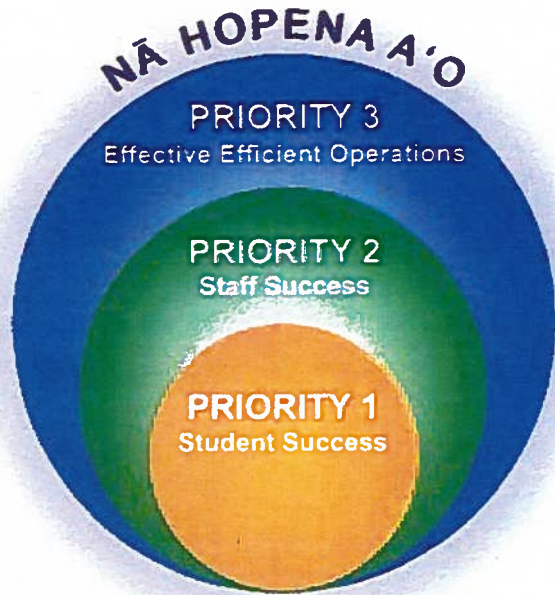 NĀ HOPENA A‘O
PRIORITY 3
Effective Efficient Operations
PRIORITY 2
Staff Success
PRIORITY 1
Student Success